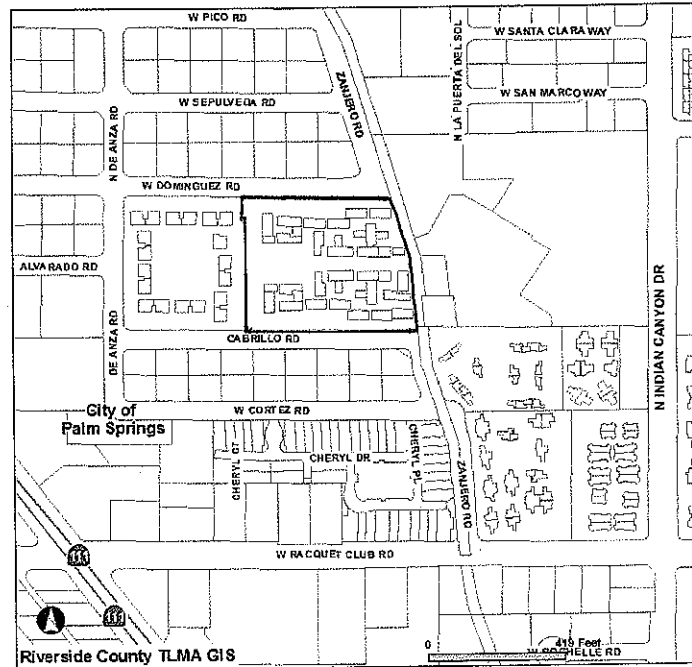 W PICO RD
W SANTA CLARA WAY
N LA PUERTA DEL SOL
ZANJERO RD
W SAN MARCO WAY
W SEPULVEDA RD
N DE ANZA RD
W DOMINGUEZ RD
ALVARADO RD
N INDIAN CANYON DR
CABRILLO RD
DE ANZA RD
City of
Palm Springs
W CORTEZ RD
CHERYL CT
CHERYL DR
CHERYL PL
ZANJERO RD
W RACQUET CLUB RD
111
111
0 419 Feet
W ROCHELLE RD
Riverside County TLMA GIS